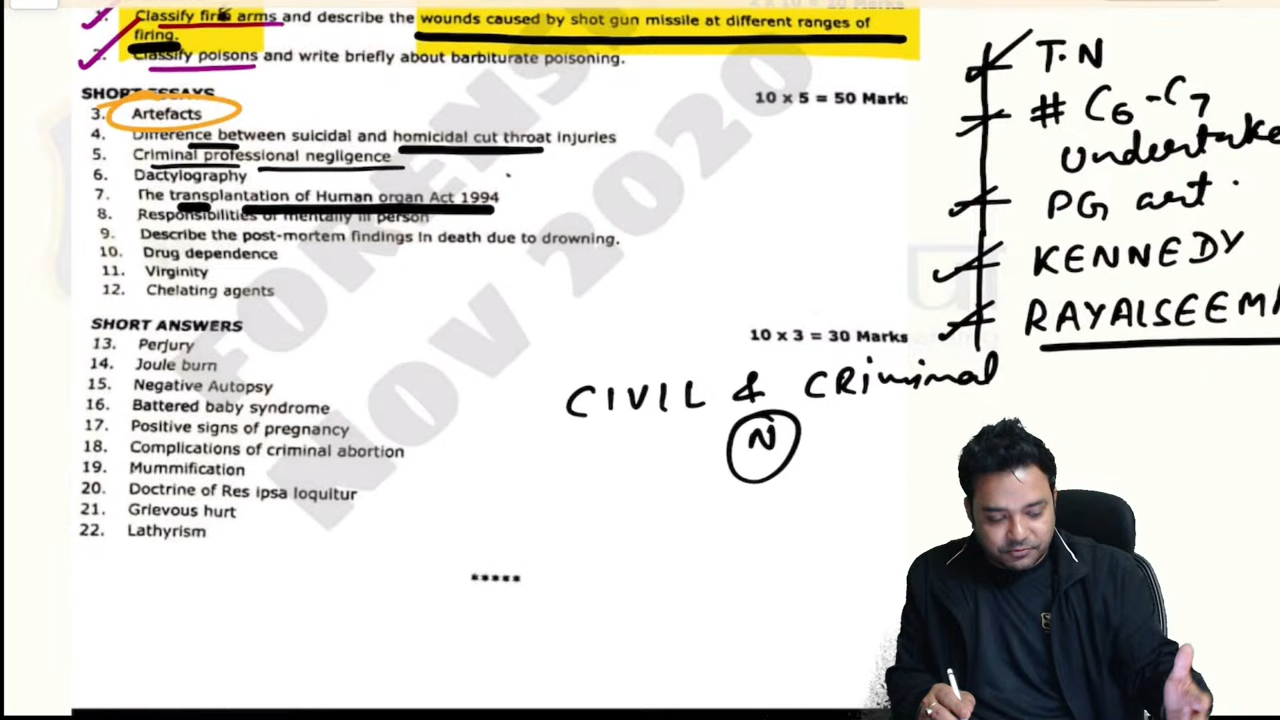 Classify fire arms and describe the wounds caused by shot gun missile at different ranges of
firing.
Classify poisons and write briefly about barbiturate poisoning.
SHORT ESSAYS
10 x 5 = 50 Mark
3. Artefacts
4. Difference between suicidal and homicidal cut throat injuries
5. Criminal professional negligence
6. Dactylography
7. The transplantation of Human organ Act 1994
8. Responsibilities of mentally ill person
9. Describe the post-mortem findings in death due to drowning.
10. Drug dependence
11. Virginity
12. Chelating agents
SHORT ANSWERS
10 x 3 = 30 Marks
13. Perjury
14. Joule burn
15. Negative Autopsy
16. Battered baby syndrome
17. Positive signs of pregnancy
18. Complications of criminal abortion
19. Mummification
20. Doctrine of Res ipsa loquitur
21. Grievous hurt
22. Lathyrism
*****
NOV 2020
T.N
# C6-C7
undertake
PG art.
KENNEDY
RAYALSEEMA
CIVIL & CRiminal
N